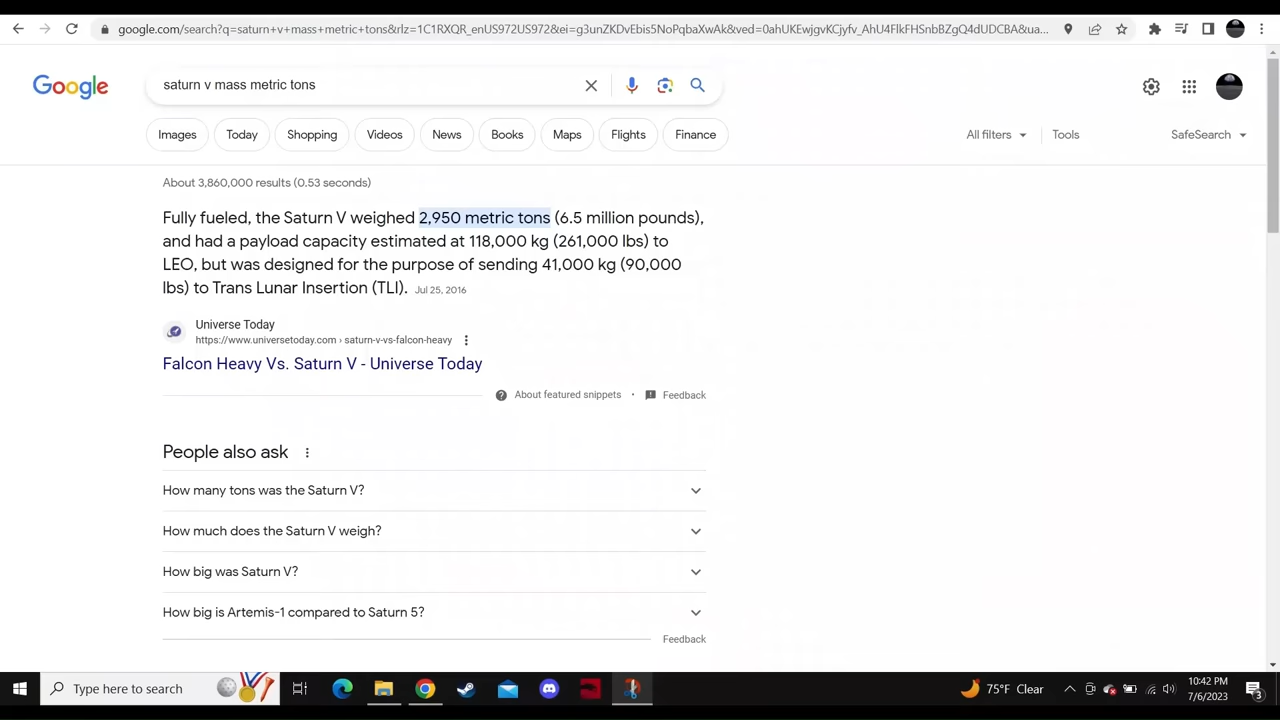 google.com/search?q=saturn+v+mass+metric+tons&rlz=1C1RXQR_enUS972US972&ei=g3unZKDvEbis5NoPqbaXwAk&ved=0ahUKEwjgvKCjyfv_AhU4FlkFHSnbBZgQ4dUDCBA&ua...
Google
saturn v mass metric tons
Images
Today
Shopping
Videos
News
Books
Maps
Flights
Finance
All filters
Tools
SafeSearch
About 3,860,000 results (0.53 seconds)
Fully fueled, the Saturn V weighed 2,950 metric tons (6.5 million pounds),
and had a payload capacity estimated at 118,000 kg (261,000 lbs) to
LEO, but was designed for the purpose of sending 41,000 kg (90,000
lbs) to Trans Lunar Insertion (TLI). Jul 25, 2016
Universe Today
https://www.universetoday.com › saturn-v-vs-falcon-heavy
Falcon Heavy Vs. Saturn V - Universe Today
About featured snippets • Feedback
People also ask
How many tons was the Saturn V?
How much does the Saturn V weigh?
How big was Saturn V?
How big is Artemis-1 compared to Saturn 5?
Feedback
Type here to search
75°F Clear
10:42 PM
7/6/2023
3